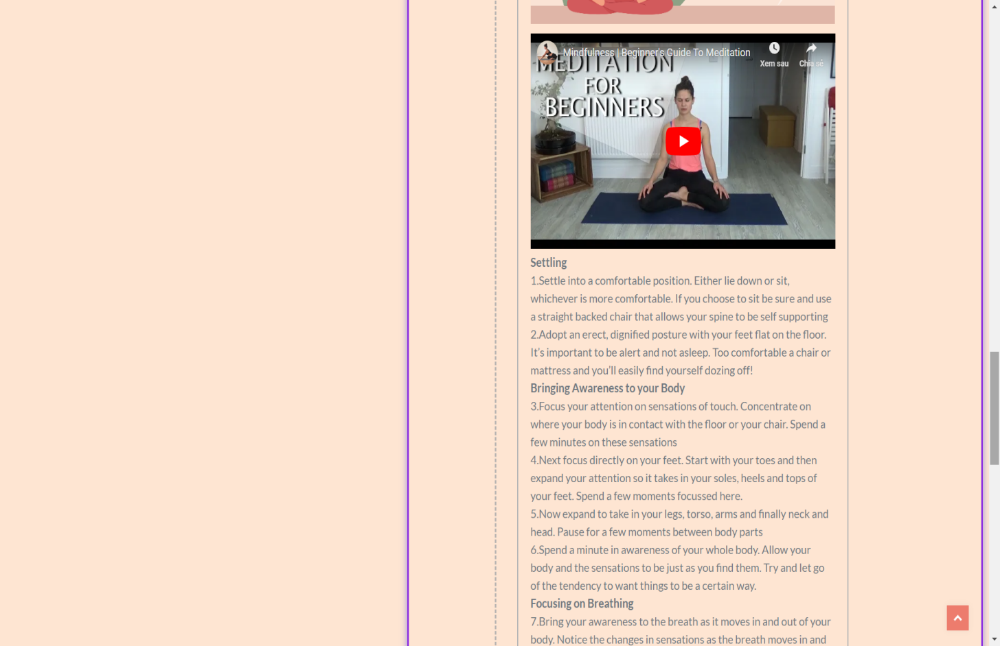 Mindfulness | Beginner's Guide To Meditation
Xem sau
Chia sẻ
MEDITATION
FOR
BEGINNERS
Settling
1.Settle into a comfortable position. Either lie down or sit,
whichever is more comfortable. If you choose to sit be sure and use
a straight backed chair that allows your spine to be self supporting
2.Adopt an erect, dignified posture with your feet flat on the floor.
It’s important to be alert and not asleep. Too comfortable a chair or
mattress and you’ll easily find yourself dozing off!
Bringing Awareness to your Body
3.Focus your attention on sensations of touch. Concentrate on
where your body is in contact with the floor or your chair. Spend a
few minutes on these sensations
4.Next focus directly on your feet. Start with your toes and then
expand your attention so it takes in your soles, heels and tops of
your feet. Spend a few moments focussed here.
5.Now expand to take in your legs, torso, arms and finally neck and
head. Pause for a few moments between body parts
6.Spend a minute in awareness of your whole body. Allow your
body and the sensations to be just as you find them. Try and let go
of the tendency to want things to be a certain way.
Focusing on Breathing
7.Bring your awareness to the breath as it moves in and out of your
body. Notice the changes in sensations as the breath moves in and